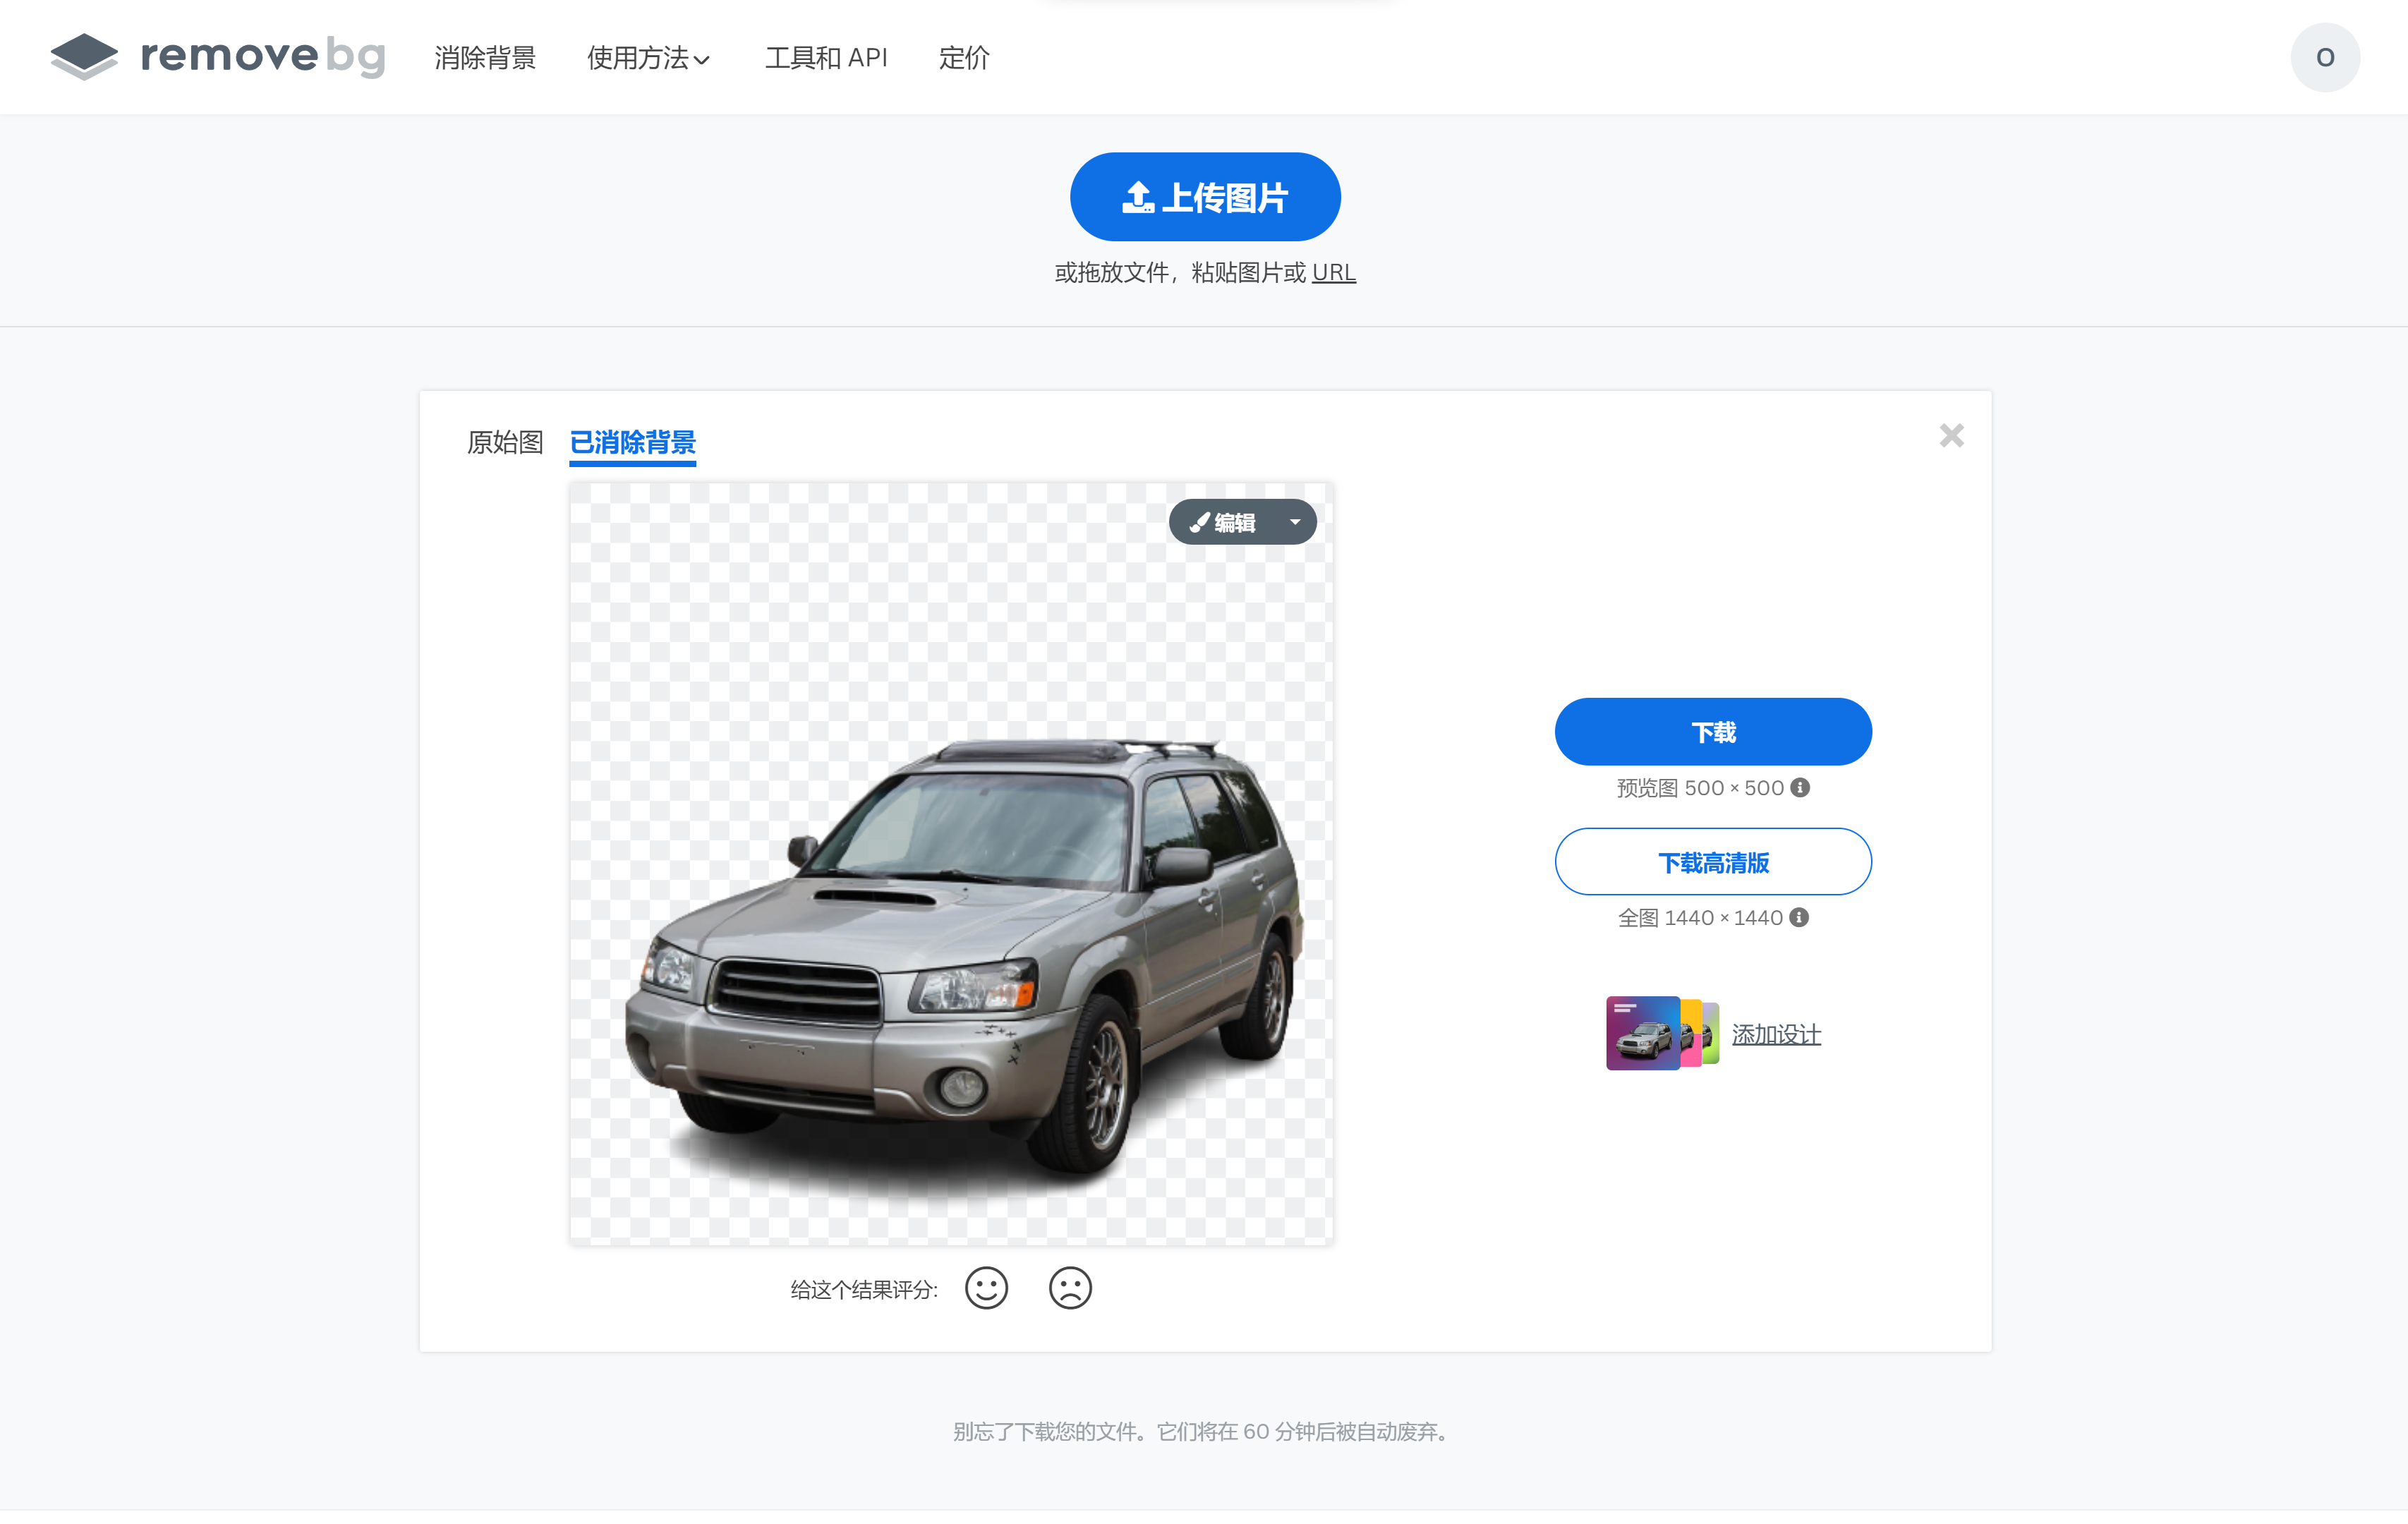 removebg 消除背景 使用方法 工具和 API 定价 O
上传图片
或拖放文件，粘贴图片或 URL
原始图 已消除背景
编辑
下载
预览图 500 × 500
下载高清版
全图 1440 × 1440
添加设计
给这个结果评分:
别忘了下载您的文件。它们将在 60 分钟后被自动废弃。